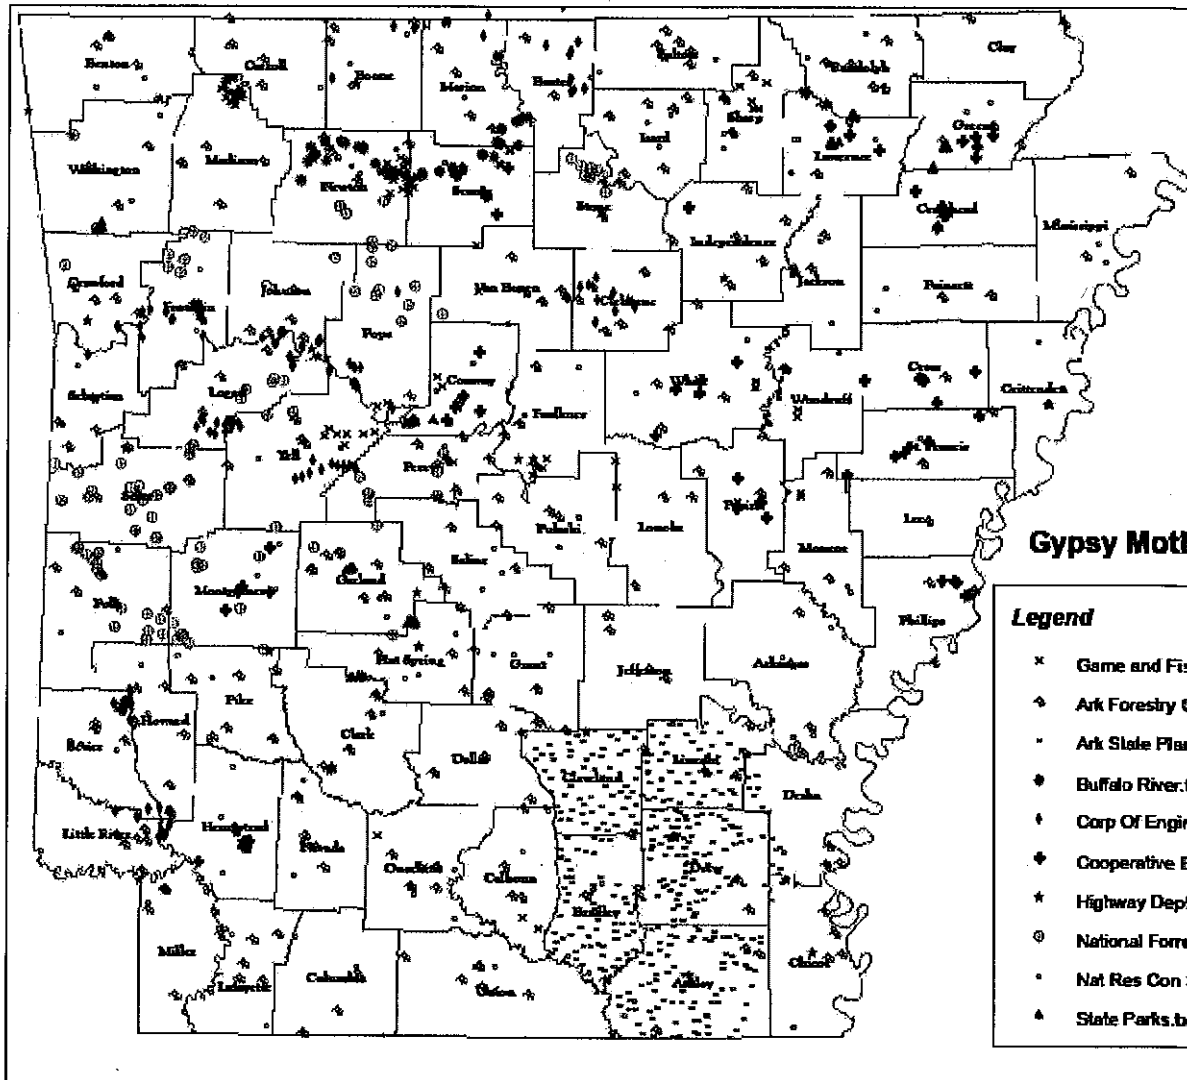 Benton
Carroll
Boone
Marion
Baxter
Fulton
Randolph
Clay
Izard
Sharp
Lawrence
Greene
Washington
Madison
Newton
Searcy
Stone
Independence
Jackson
Craighead
Mississippi
Crawford
Franklin
Johnson
Pope
Van Buren
Cleburne
Poinsett
Sebastian
Logan
Conway
Faulkner
White
Woodruff
Cross
Crittenden
St. Francis
Scott
Yell
Perry
Pulaski
Lonoke
Prairie
Monroe
Lee
Gypsy Moth
Polk
Montgomery
Garland
Saline
Phillips
Legend
Hot Spring
Grant
Jefferson
Arkansas
Game and Fis
Pike
Clark
Howard
Sevier
Dallas
Cleveland
Lincoln
Desha
Ark Forestry
Ark State Plan
Buffalo River.
Little River
Hempstead
Nevada
Ouachita
Calhoun
Bradley
Drew
Corp Of Engin
Cooperative E
Highway Dept
Miller
Lafayette
Columbia
Union
Ashley
Chicot
National Forre
Nat Res Con
State Parks.b